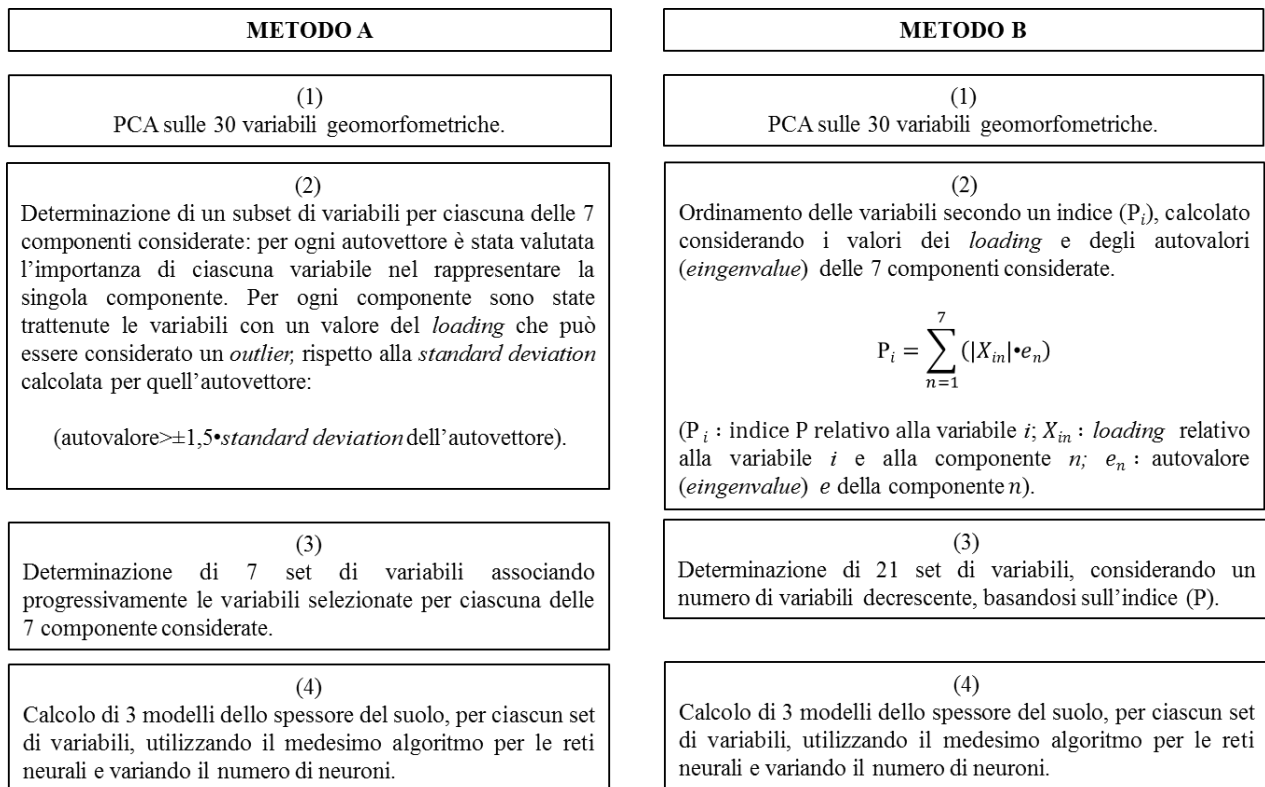 METODO A
(1)
PCA sulle 30 variabili geomorfometriche.
(2)
Determinazione di un subset di variabili per ciascuna delle 7
componenti considerate: per ogni autovettore è stata valutata
l'importanza di ciascuna variabile nel rappresentare la
singola componente. Per ogni componente sono state
trattenute le variabili con un valore del loading che può
essere considerato un outlier, rispetto alla standard deviation
calcolata per quell'autovettore:
(autovalore>±1,5•standard deviation dell'autovettore).
(3)
Determinazione di 7 set di variabili associando
progressivamente le variabili selezionate per ciascuna delle
7 componente considerate.
(4)
Calcolo di 3 modelli dello spessore del suolo, per ciascun set
di variabili, utilizzando il medesimo algoritmo per le reti
neurali e variando il numero di neuroni.
METODO B
(1)
PCA sulle 30 variabili geomorfometriche.
(2)
Ordinamento delle variabili secondo un indice (P_i), calcolato
considerando i valori dei loading e degli autovalori
(eingenvalue) delle 7 componenti considerate.
P_i = ∑_{n=1}^{7} (|X_{in}|•e_n)
(P_i : indice P relativo alla variabile i; X_{in} : loading relativo
alla variabile i e alla componente n; e_n : autovalore
(eingenvalue) e della componente n).
(3)
Determinazione di 21 set di variabili, considerando un
numero di variabili decrescente, basandosi sull'indice (P).
(4)
Calcolo di 3 modelli dello spessore del suolo, per ciascun set
di variabili, utilizzando il medesimo algoritmo per le reti
neurali e variando il numero di neuroni.